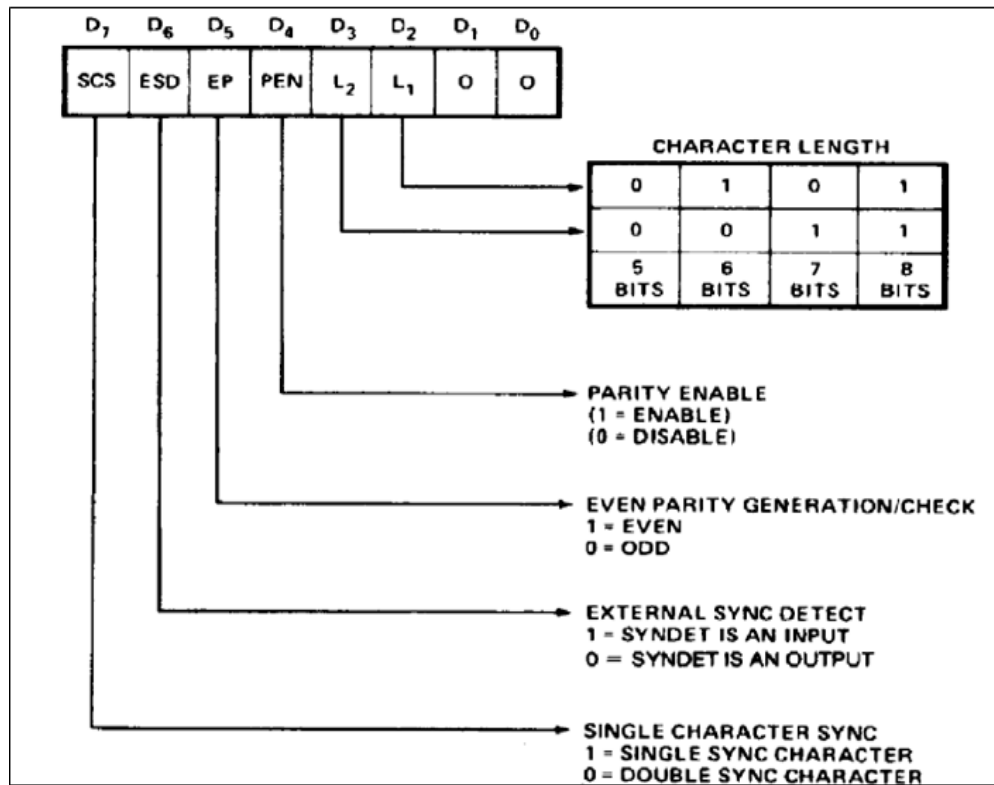 D7 D6 D5 D4 D3 D2 D1 D0
SCS ESD EP PEN L2 L1 0 0
CHARACTER LENGTH
0 1 0 1
0 0 1 1
5 BITS 6 BITS 7 BITS 8 BITS
PARITY ENABLE
(1 = ENABLE)
(0 = DISABLE)
EVEN PARITY GENERATION/CHECK
1 = EVEN
0 = ODD
EXTERNAL SYNC DETECT
1 = SYNDET IS AN INPUT
0 = SYNDET IS AN OUTPUT
SINGLE CHARACTER SYNC
1 = SINGLE SYNC CHARACTER
0 = DOUBLE SYNC CHARACTER